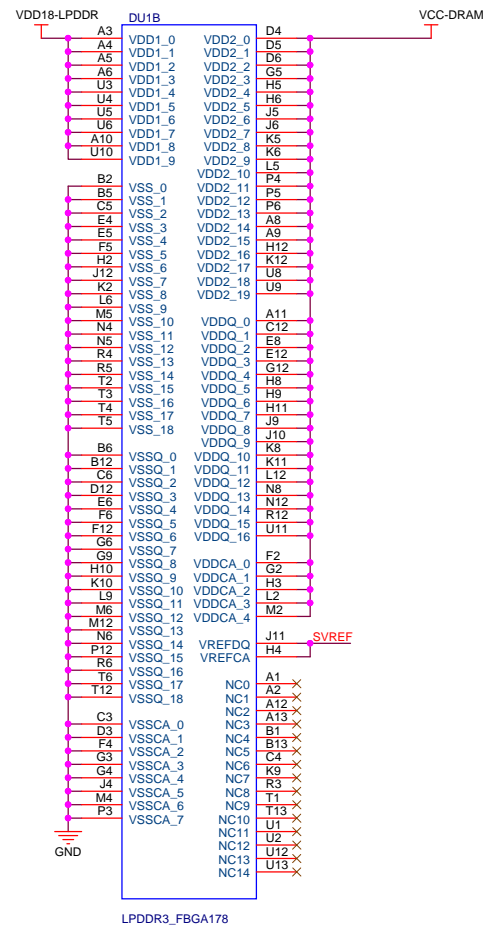 VDD18-LPDDR DU1B VCC-DRAM
A3 VDD1_0 VDD2_0 D4
A4 VDD1_1 VDD2_1 D5
A5 VDD1_2 VDD2_2 D6
A6 VDD1_3 VDD2_3 G5
U3 VDD1_4 VDD2_4 H5
U4 VDD1_5 VDD2_5 H6
U5 VDD1_6 VDD2_6 J5
U6 VDD1_7 VDD2_7 J6
A10 VDD1_8 VDD2_8 K5
U10 VDD1_9 VDD2_9 K6
VDD2_10 L5
B2 VSS_0 VDD2_11 P4
B5 VSS_1 VDD2_12 P5
C5 VSS_2 VDD2_13 P6
E4 VSS_3 VDD2_14 A8
E5 VSS_4 VDD2_15 A9
F5 VSS_5 VDD2_16 H12
H2 VSS_6 VDD2_17 K12
J12 VSS_7 VDD2_18 U8
K2 VSS_8 VDD2_19 U9
L6 VSS_9
M5 VSS_10 VDDQ_0 A11
N4 VSS_11 VDDQ_1 C12
N5 VSS_12 VDDQ_2 E8
R4 VSS_13 VDDQ_3 E12
R5 VSS_14 VDDQ_4 G12
T2 VSS_15 VDDQ_5 H8
T3 VSS_16 VDDQ_6 H9
T4 VSS_17 VDDQ_7 H11
T5 VSS_18 VDDQ_8 J9
VDDQ_9 J10
B6 VSSQ_0 VDDQ_10 K8
B12 VSSQ_1 VDDQ_11 K11
C6 VSSQ_2 VDDQ_12 L12
D12 VSSQ_3 VDDQ_13 N8
E6 VSSQ_4 VDDQ_14 N12
F6 VSSQ_5 VDDQ_15 R12
F12 VSSQ_6 VDDQ_16 U11
G6 VSSQ_7
G9 VSSQ_8 VDDCA_0 F2
H10 VSSQ_9 VDDCA_1 G2
K10 VSSQ_10 VDDCA_2 H3
L9 VSSQ_11 VDDCA_3 L2
M6 VSSQ_12 VDDCA_4 M2
M12 VSSQ_13
N6 VSSQ_14 VREFDQ J11 SVREF
P12 VSSQ_15 VREFCA H4
R6 VSSQ_16
T6 VSSQ_17 NC0 A1
T12 VSSQ_18 NC1 A2
NC2 A12
C3 VSSCA_0 NC3 A13
D3 VSSCA_1 NC4 B1
F4 VSSCA_2 NC5 B13
G3 VSSCA_3 NC6 C4
G4 VSSCA_4 NC7 K9
J4 VSSCA_5 NC8 R3
M4 VSSCA_6 NC9 T1
P3 VSSCA_7 NC10 T13
NC11 U1
NC12 U2
NC13 U12
NC14 U13
GND
LPDDR3_FBGA178